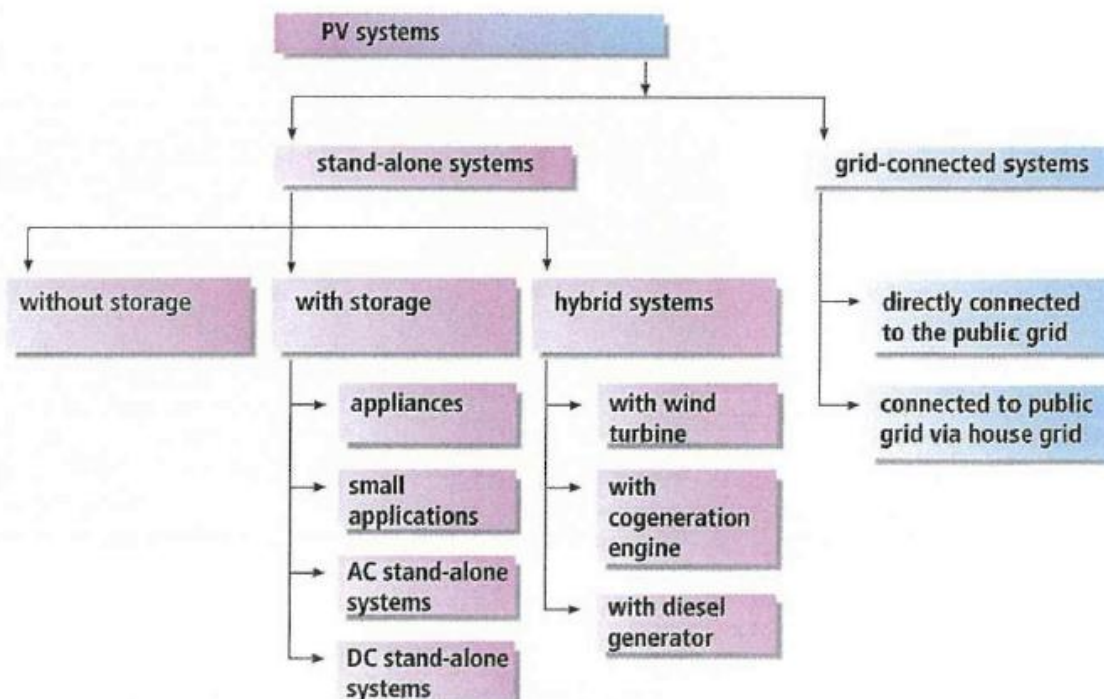 PV systems
stand-alone systems
grid-connected systems
without storage
with storage
hybrid systems
directly connected
to the public grid
appliances
with wind
turbine
connected to public
grid via house grid
small
applications
with
cogeneration
engine
AC stand-alone
systems
with diesel
generator
DC stand-alone
systems